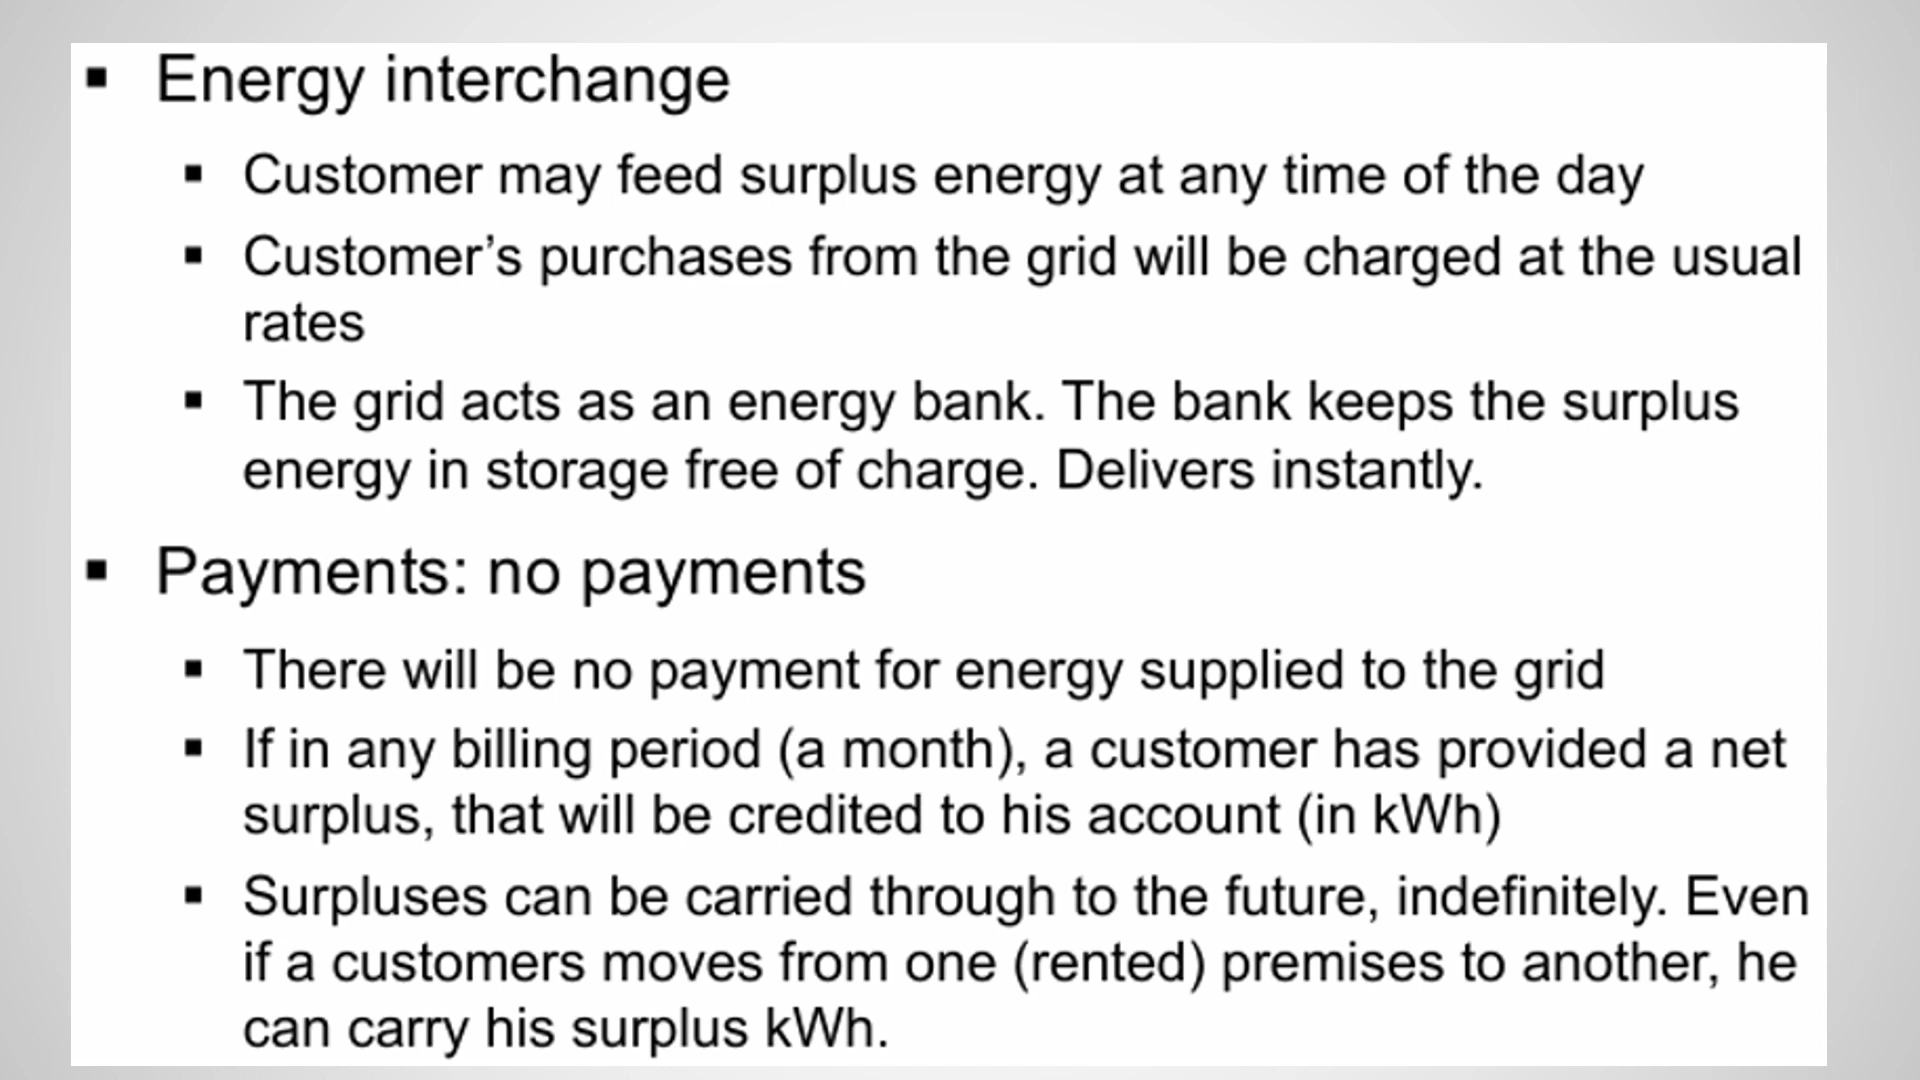 ▪ Energy interchange
▪ Customer may feed surplus energy at any time of the day
▪ Customer’s purchases from the grid will be charged at the usual
rates
▪ The grid acts as an energy bank. The bank keeps the surplus
energy in storage free of charge. Delivers instantly.
▪ Payments: no payments
▪ There will be no payment for energy supplied to the grid
▪ If in any billing period (a month), a customer has provided a net
surplus, that will be credited to his account (in kWh)
▪ Surpluses can be carried through to the future, indefinitely. Even
if a customers moves from one (rented) premises to another, he
can carry his surplus kWh.